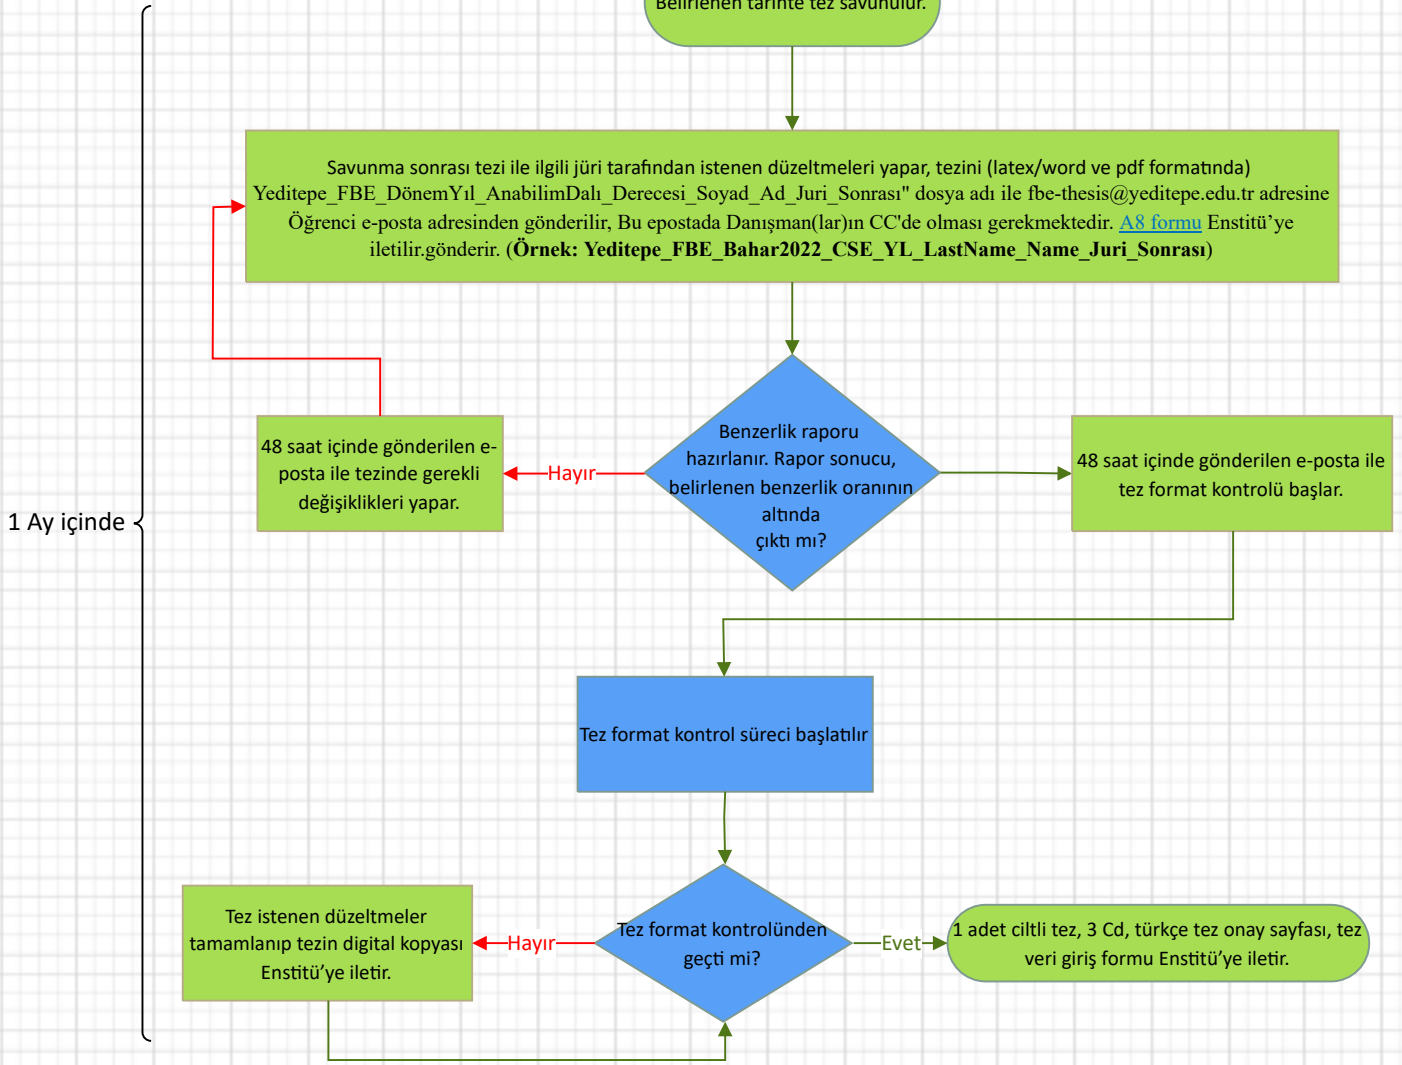 Belirlenen tarihte tez savunulur.
Savunma sonrası tezi ile ilgili jüri tarafından istenen düzeltmeleri yapar, tezini (latex/word ve pdf formatında)
Yeditepe_FBE_DönemYıl_AnabilimDalı_Derecesi_Soyad_Ad_Juri_Sonrası" dosya adı ile fbe-thesis@yeditepe.edu.tr adresine
Öğrenci e-posta adresinden gönderilir, Bu epostada Danışman(lar)ın CC'de olması gerekmektedir. A8 formu Enstitü’ye
iletilir.gönderir. (Örnek: Yeditepe_FBE_Bahar2022_CSE_YL_LastName_Name_Juri_Sonrası)
48 saat içinde gönderilen e-
posta ile tezinde gerekli
değişiklikleri yapar.
Hayır
Benzerlik raporu
hazırlanır. Rapor sonucu,
belirlenen benzerlik oranının
altında
çıktı mı?
48 saat içinde gönderilen e-posta ile
tez format kontrolü başlar.
1 Ay içinde
Tez format kontrol süreci başlatılır
Tez istenen düzeltmeler
tamamlanıp tezin digital kopyası
Enstitü’ye iletir.
Hayır
Tez format kontrolünden
geçti mi?
Evet
1 adet ciltli tez, 3 Cd, türkçe tez onay sayfası, tez
veri giriş formu Enstitü’ye iletir.